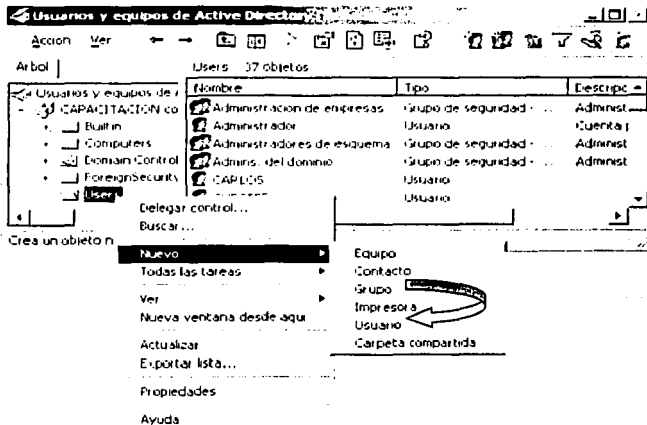 Usuarios y equipos de Active Directory
Acción Ver
Arbol
Users 37 objetos
Nombre Tipo Descripc
Usuarios y equipos de
CAPACITACION co
Builtin
Computers
Domain Control
ForeignSecurity
Users
Administracion de empresas Grupo de seguridad - ... Administ
Administrador Usuario Cuenta p
Administradores de esquema Grupo de seguridad - ... Administ
Admins. del dominio Grupo de seguridad - ... Administ
CARLOS Usuario
Usuario
Crea un objeto n
Delegar control...
Buscar...
Nuevo
Todas las tareas
Ver
Nueva ventana desde aquí
Actualizar
Exportar lista...
Propiedades
Ayuda
Equipo
Contacto
Grupo
Impresora
Usuario
Carpeta compartida